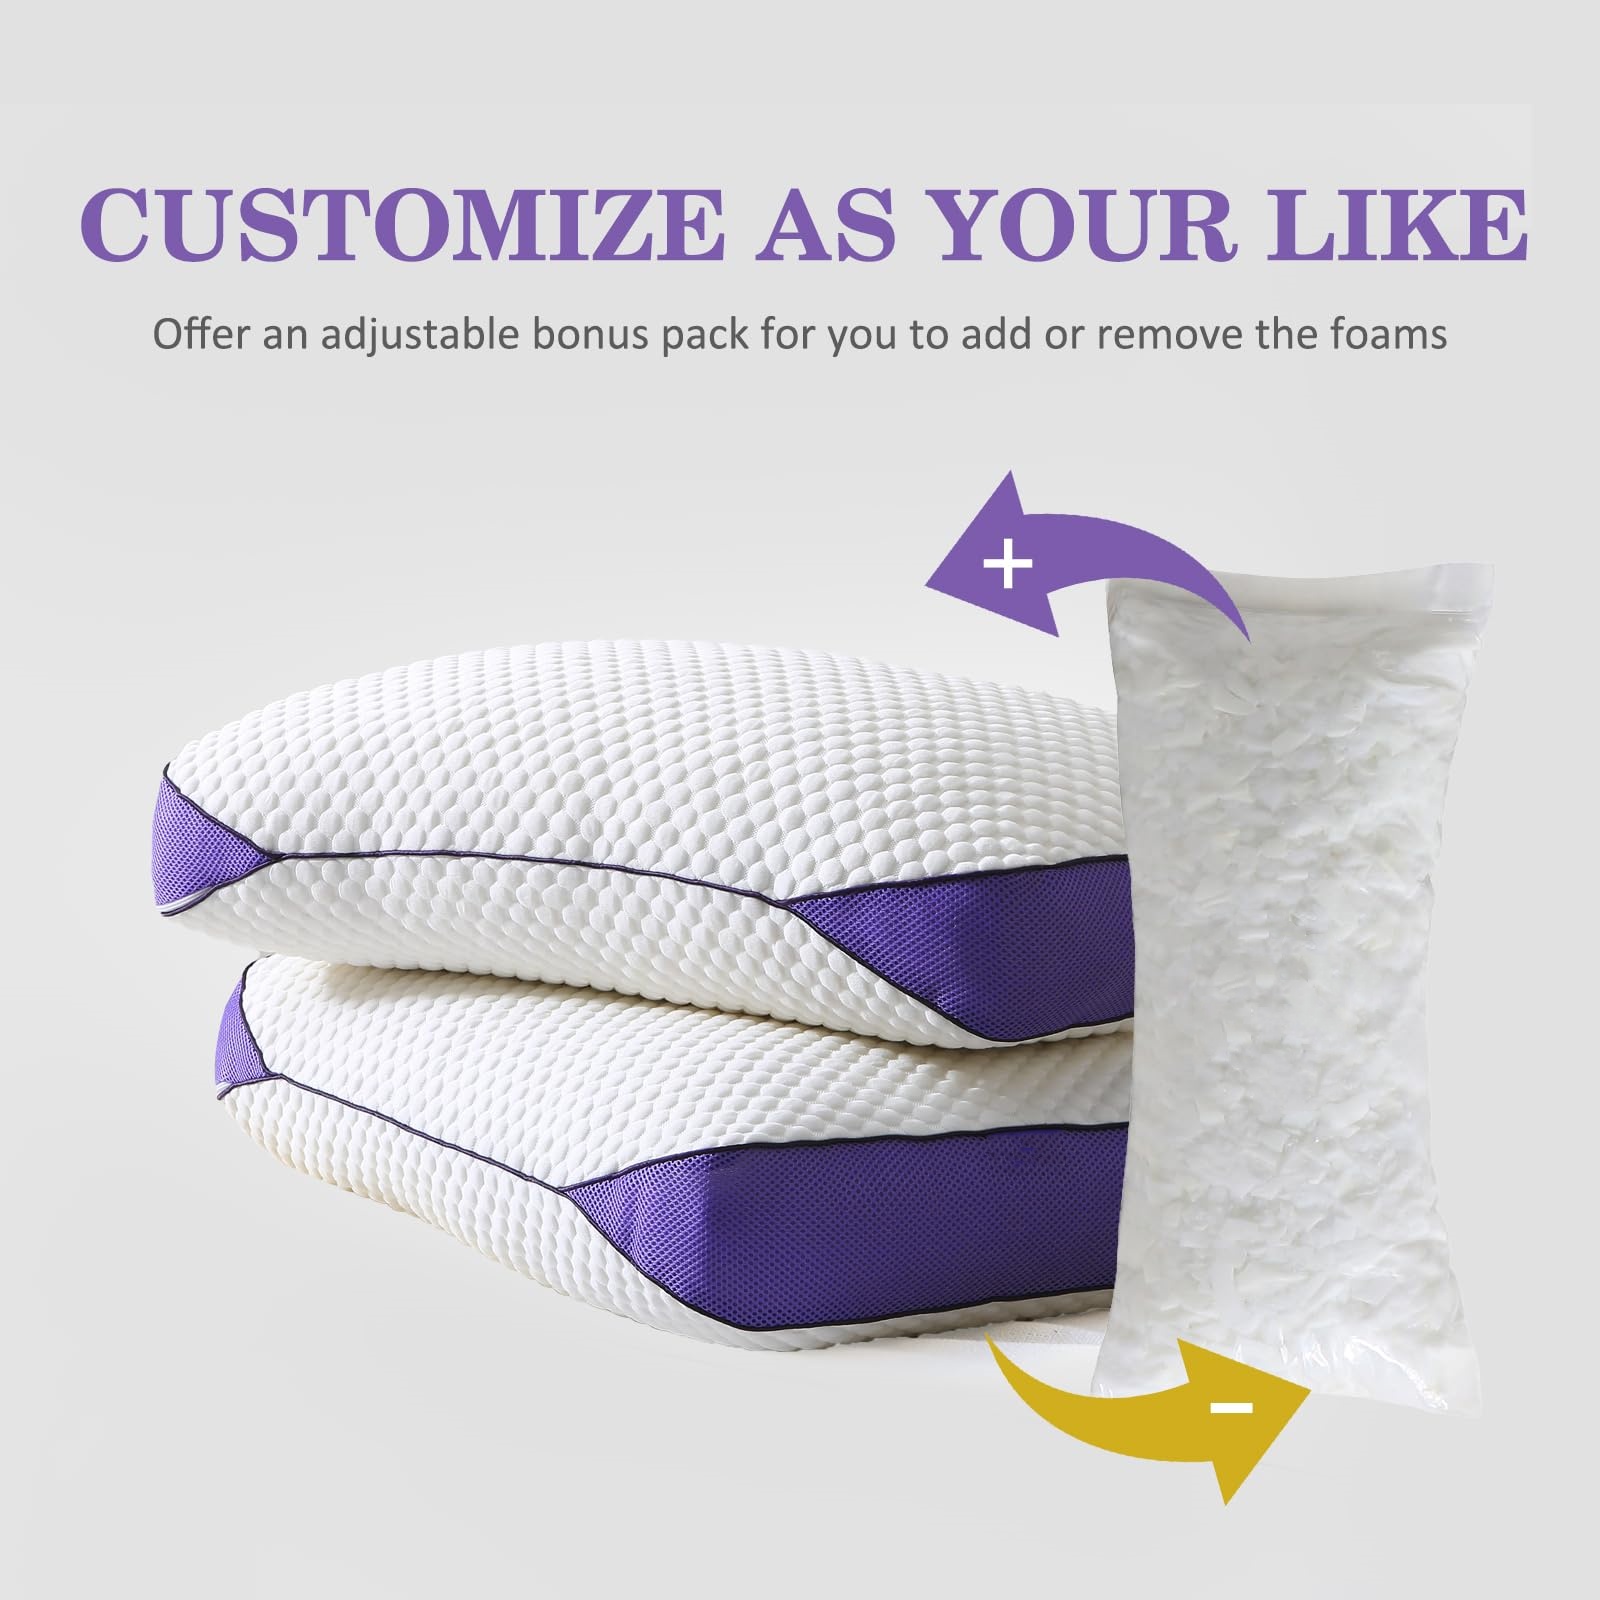 CUSTOMIZE AS YOUR LIKE
Offer an adjustable bonus pack for you to add or remove the foams
+
-